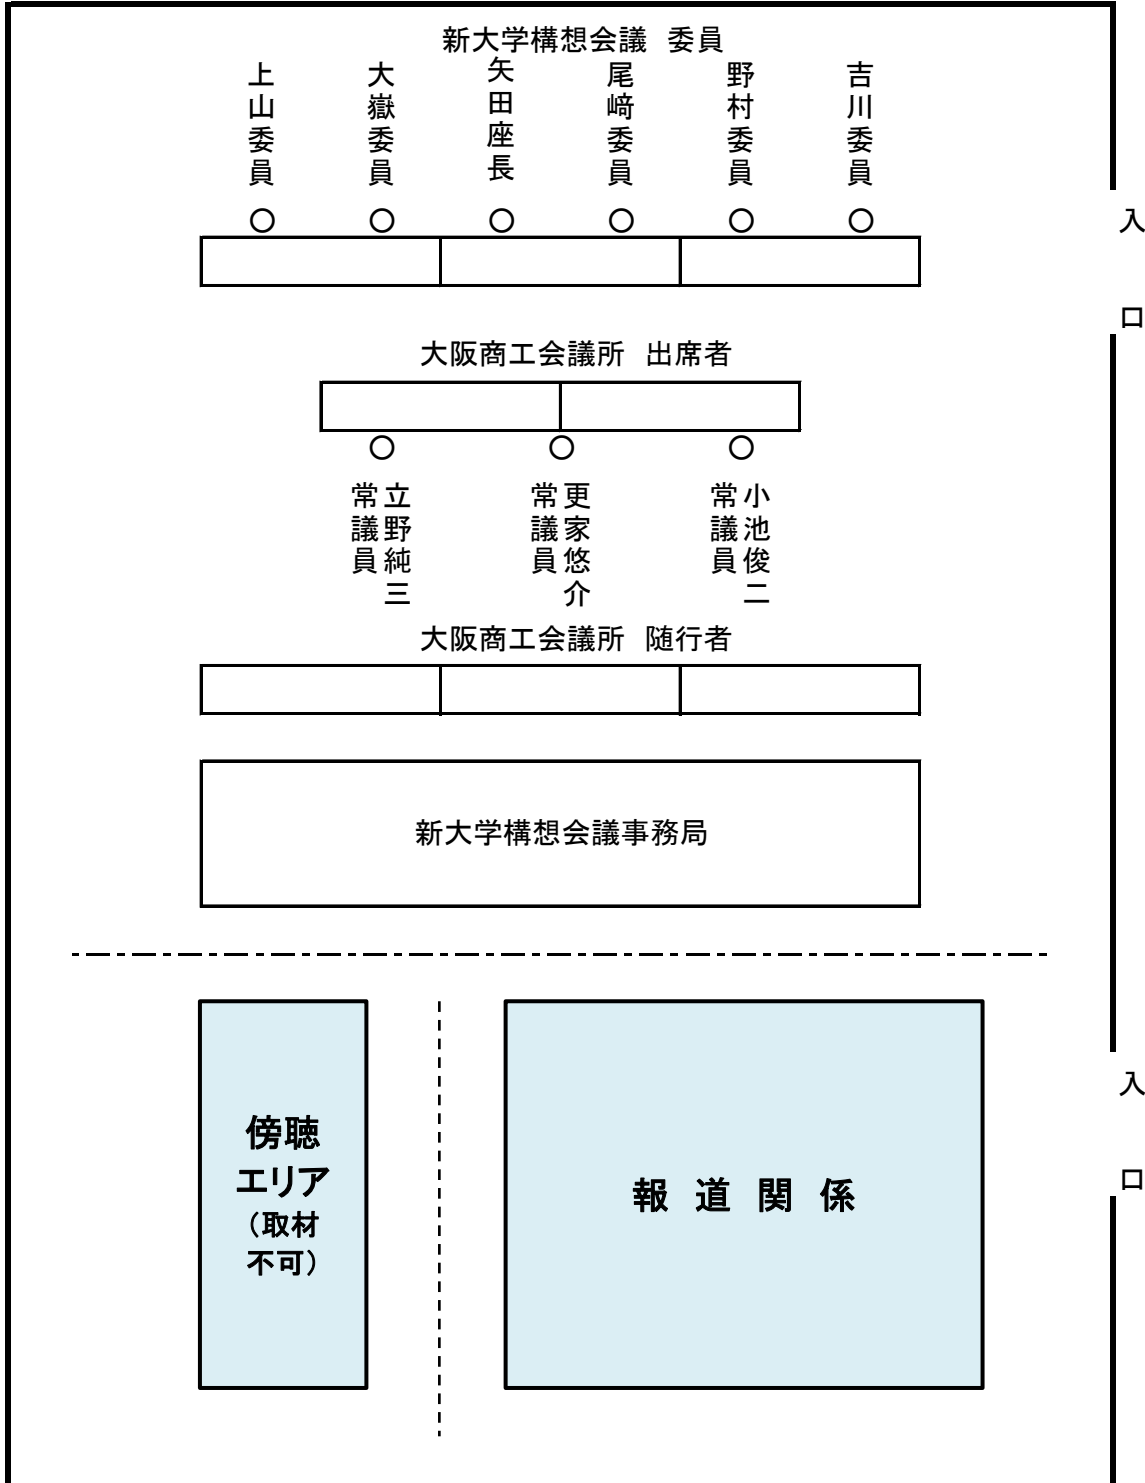 新大学構想会議 委員
上山委員
大嶽委員
矢田座長
尾﨑委員
野村委員
吉川委員
入口
大阪商工会議所 出席者
常議員
立野純三
常議員
更家悠介
常議員
小池俊二
大阪商工会議所 随行者
新大学構想会議事務局
傍聴
エリア
（取材
不可）
報道関係
入口